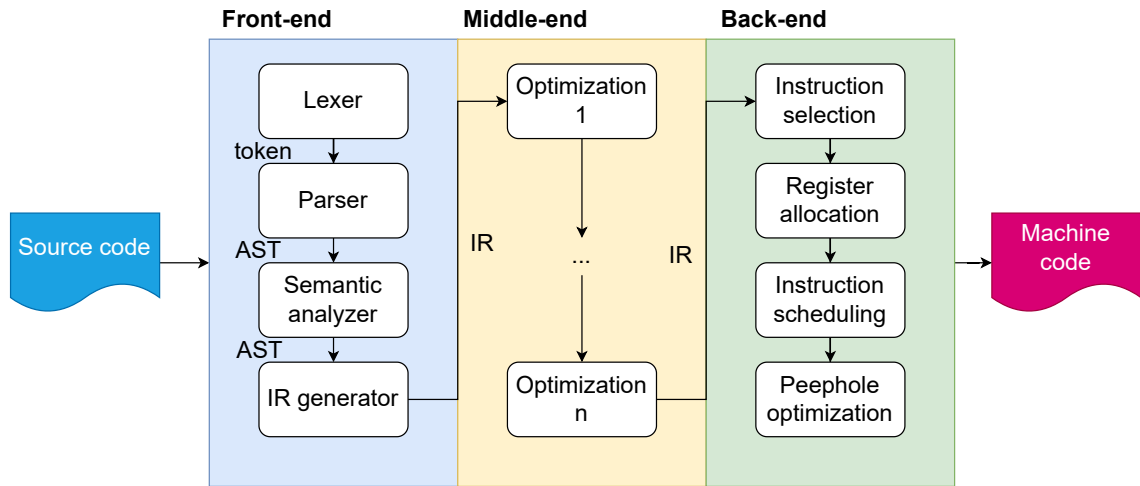 Front-end
Middle-end
Back-end
Source code
Lexer
token
Parser
AST
Semantic
analyzer
AST
IR generator
IR
Optimization
1
...
Optimization
n
IR
Instruction
selection
Register
allocation
Instruction
scheduling
Peephole
optimization
Machine
code